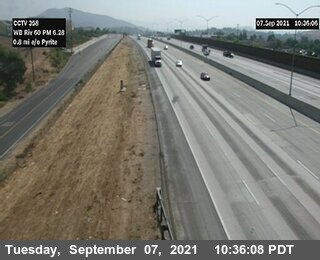 CCTV 358
WB Riv 60 PM 6.28
0.8 mi e/o Pyrite
07.Sep 2021 10:36:06
Tuesday, September 07, 2021 10:36:08 PDT